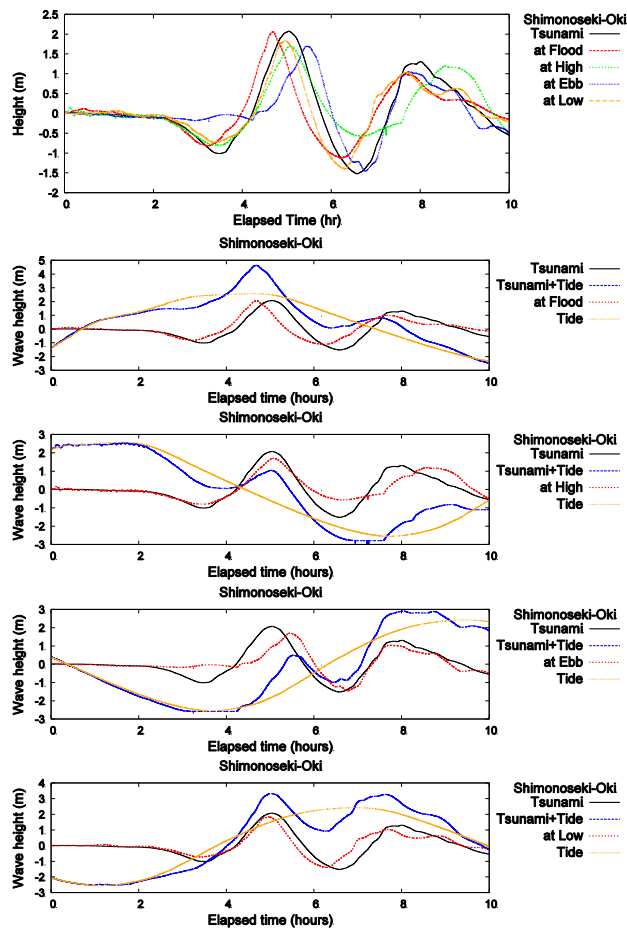 Shimonoseki-Oki
Tsunami
at Flood
at High
at Ebb
at Low
Height (m)
2.5
2
1.5
1
0.5
0
-0.5
-1
-1.5
-2
0. 2. 4. 6. 8. 10.
Elapsed Time (hr).
Shimonoseki-Oki
Tsunami
Tsunami+Tide
at Flood
Tide
Wave height (m)
5
4
3
2
1
0
-1
-2
-3
0. 2. 4. 6. 8. 10.
Elapsed time (hours)
Shimonoseki-Oki
Shimonoseki-Oki
Tsunami
Tsunami+Tide
at High
Tide
Wave height (m)
3
2
1
0
-1
-2
-3
0. 2. 4. 6. 8. 10.
Elapsed time (hours)
Shimonoseki-Oki
Shimonoseki-Oki
Tsunami
Tsunami+Tide
at Ebb
Tide
Wave height (m)
3
2
1
0
-1
-2
-3
0. 2. 4. 6. 8. 10.
Elapsed time (hours)
Shimonoseki-Oki
Shimonoseki-Oki
Tsunami
Tsunami+Tide
at Low
Tide
Wave height (m)
4
3
2
1
0
-1
-2
-3
0. 2. 4. 6. 8. 10.
Elapsed time (hours)